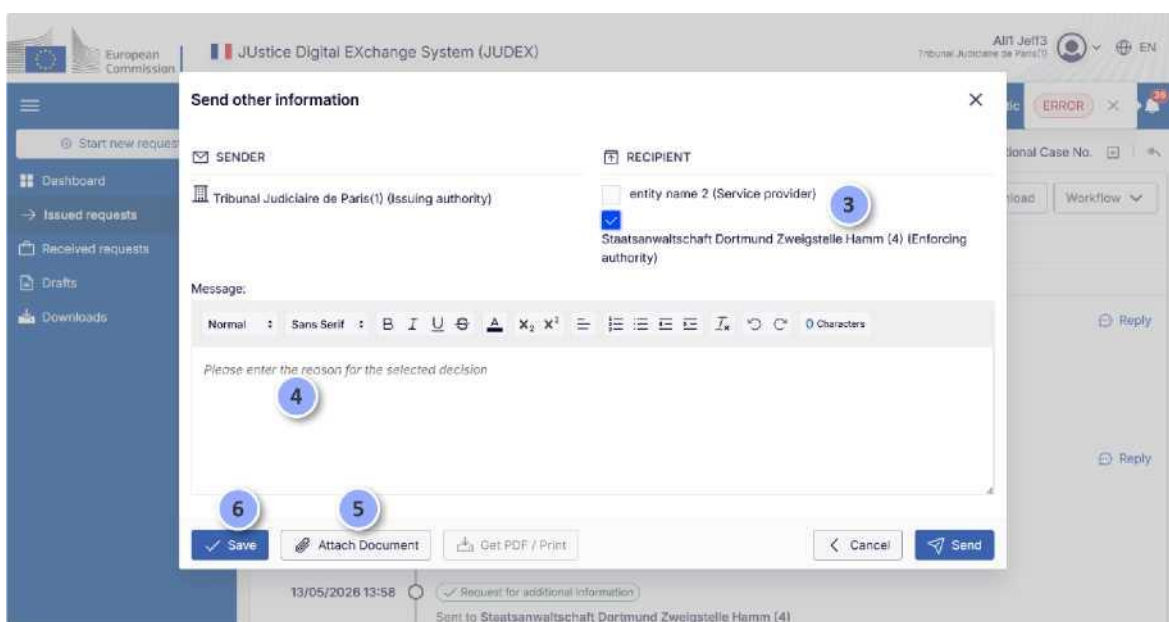 European
Commission
JUstice Digital EXchange System (JUDEX)
Tribunal Judiciaire de Paris(1)
EN
Send other information
ERROR
39
Start new request
SENDER
RECIPIENT
tional Case No.
Dashboard
Tribunal Judiciaire de Paris(1) (Issuing authority)
entity name 2 (Service provider)
3
nload
Workflow
Issued requests
Received requests
Staatsanwaltschaft Dortmund Zweigstelle Hamm (4) (Enforcing
authority)
Drafts
Message:
Downloads
Normal
Sans Serif
B I U S A X₂ X² Tx
0 Characters
Reply
Please enter the reason for the selected decision
4
Reply
6
5
Save
Attach Document
Get PDF / Print
Cancel
Send
13/05/2026 13:58
Request for additional information
Sent to Staatsanwaltschaft Dortmund Zweigstelle Hamm (4)